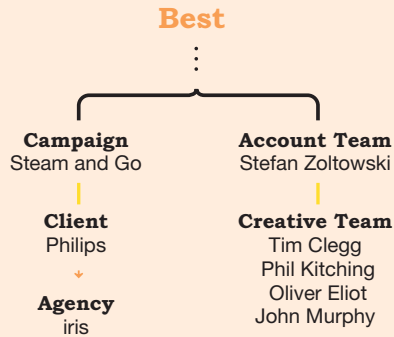 Best
Campaign
Steam and Go
Client
Philips
Agency
iris
Account Team
Stefan Zoltowski
Creative Team
Tim Clegg
Phil Kitching
Oliver Eliot
John Murphy